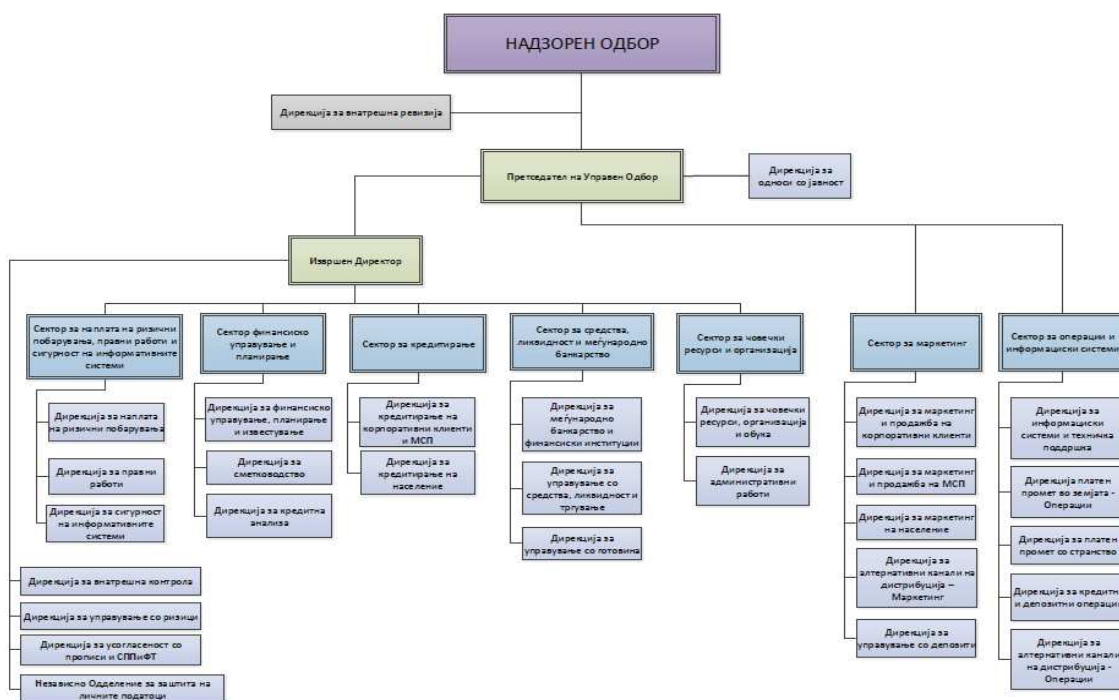 НАДЗОРЕН ОДБОР
Дирекција за внатрешна ревизија
Претседател на Управен Одбор
Дирекција за
односи со јавност
Извршен Директор
Сектор за наплата на ризични
побарувања, правни работи и
сигурност на информативните
системи
Сектор финансиско
управување и
планирање
Сектор за кредитирање
Сектор за средства,
ликвидност и меѓународно
банкарство
Сектор за човечки
ресурси и организација
Сектор за маркетинг
Сектор за операции и
информациски системи
Дирекција за наплата
на ризични побарувања
Дирекција за правни
работи
Дирекција за сигурност
на информативните
системи
Дирекција за финансиско
управување, планирање
и известување
Дирекција за
сметководство
Дирекција за кредитна
анализа
Дирекција за
кредитирање на
корпоративни клиенти
и МСП
Дирекција за
кредитирање на
население
Дирекција за
меѓународно
банкарство и
финансиски институции
Дирекција за
управување со
средства, ликвидност и
тргување
Дирекција за
управување со готовина
Дирекција за човечки
ресурси, организација
и обука
Дирекција за
административни
работи
Дирекција за маркетинг
и продажба на
корпоративни клиенти
Дирекција за маркетинг
и продажба на МСП
Дирекција за маркетинг
на население
Дирекција за
алтернативни канали на
дистрибуција –
Маркетинг
Дирекција за
управување со депозити
Дирекција за
информациски
системи и техничка
поддршка
Дирекција платен
промет во земјата -
Операции
Дирекција за платен
промет со странство
Дирекција за кредитни
и депозитни операции
Дирекција за
алтернативни канали
на дистрибуција -
Операции
Дирекција за внатрешна контрола
Дирекција за управување со ризици
Дирекција за усогласеност со
прописи и СППиФТ
Независно Одделение за заштита на
личните податоци